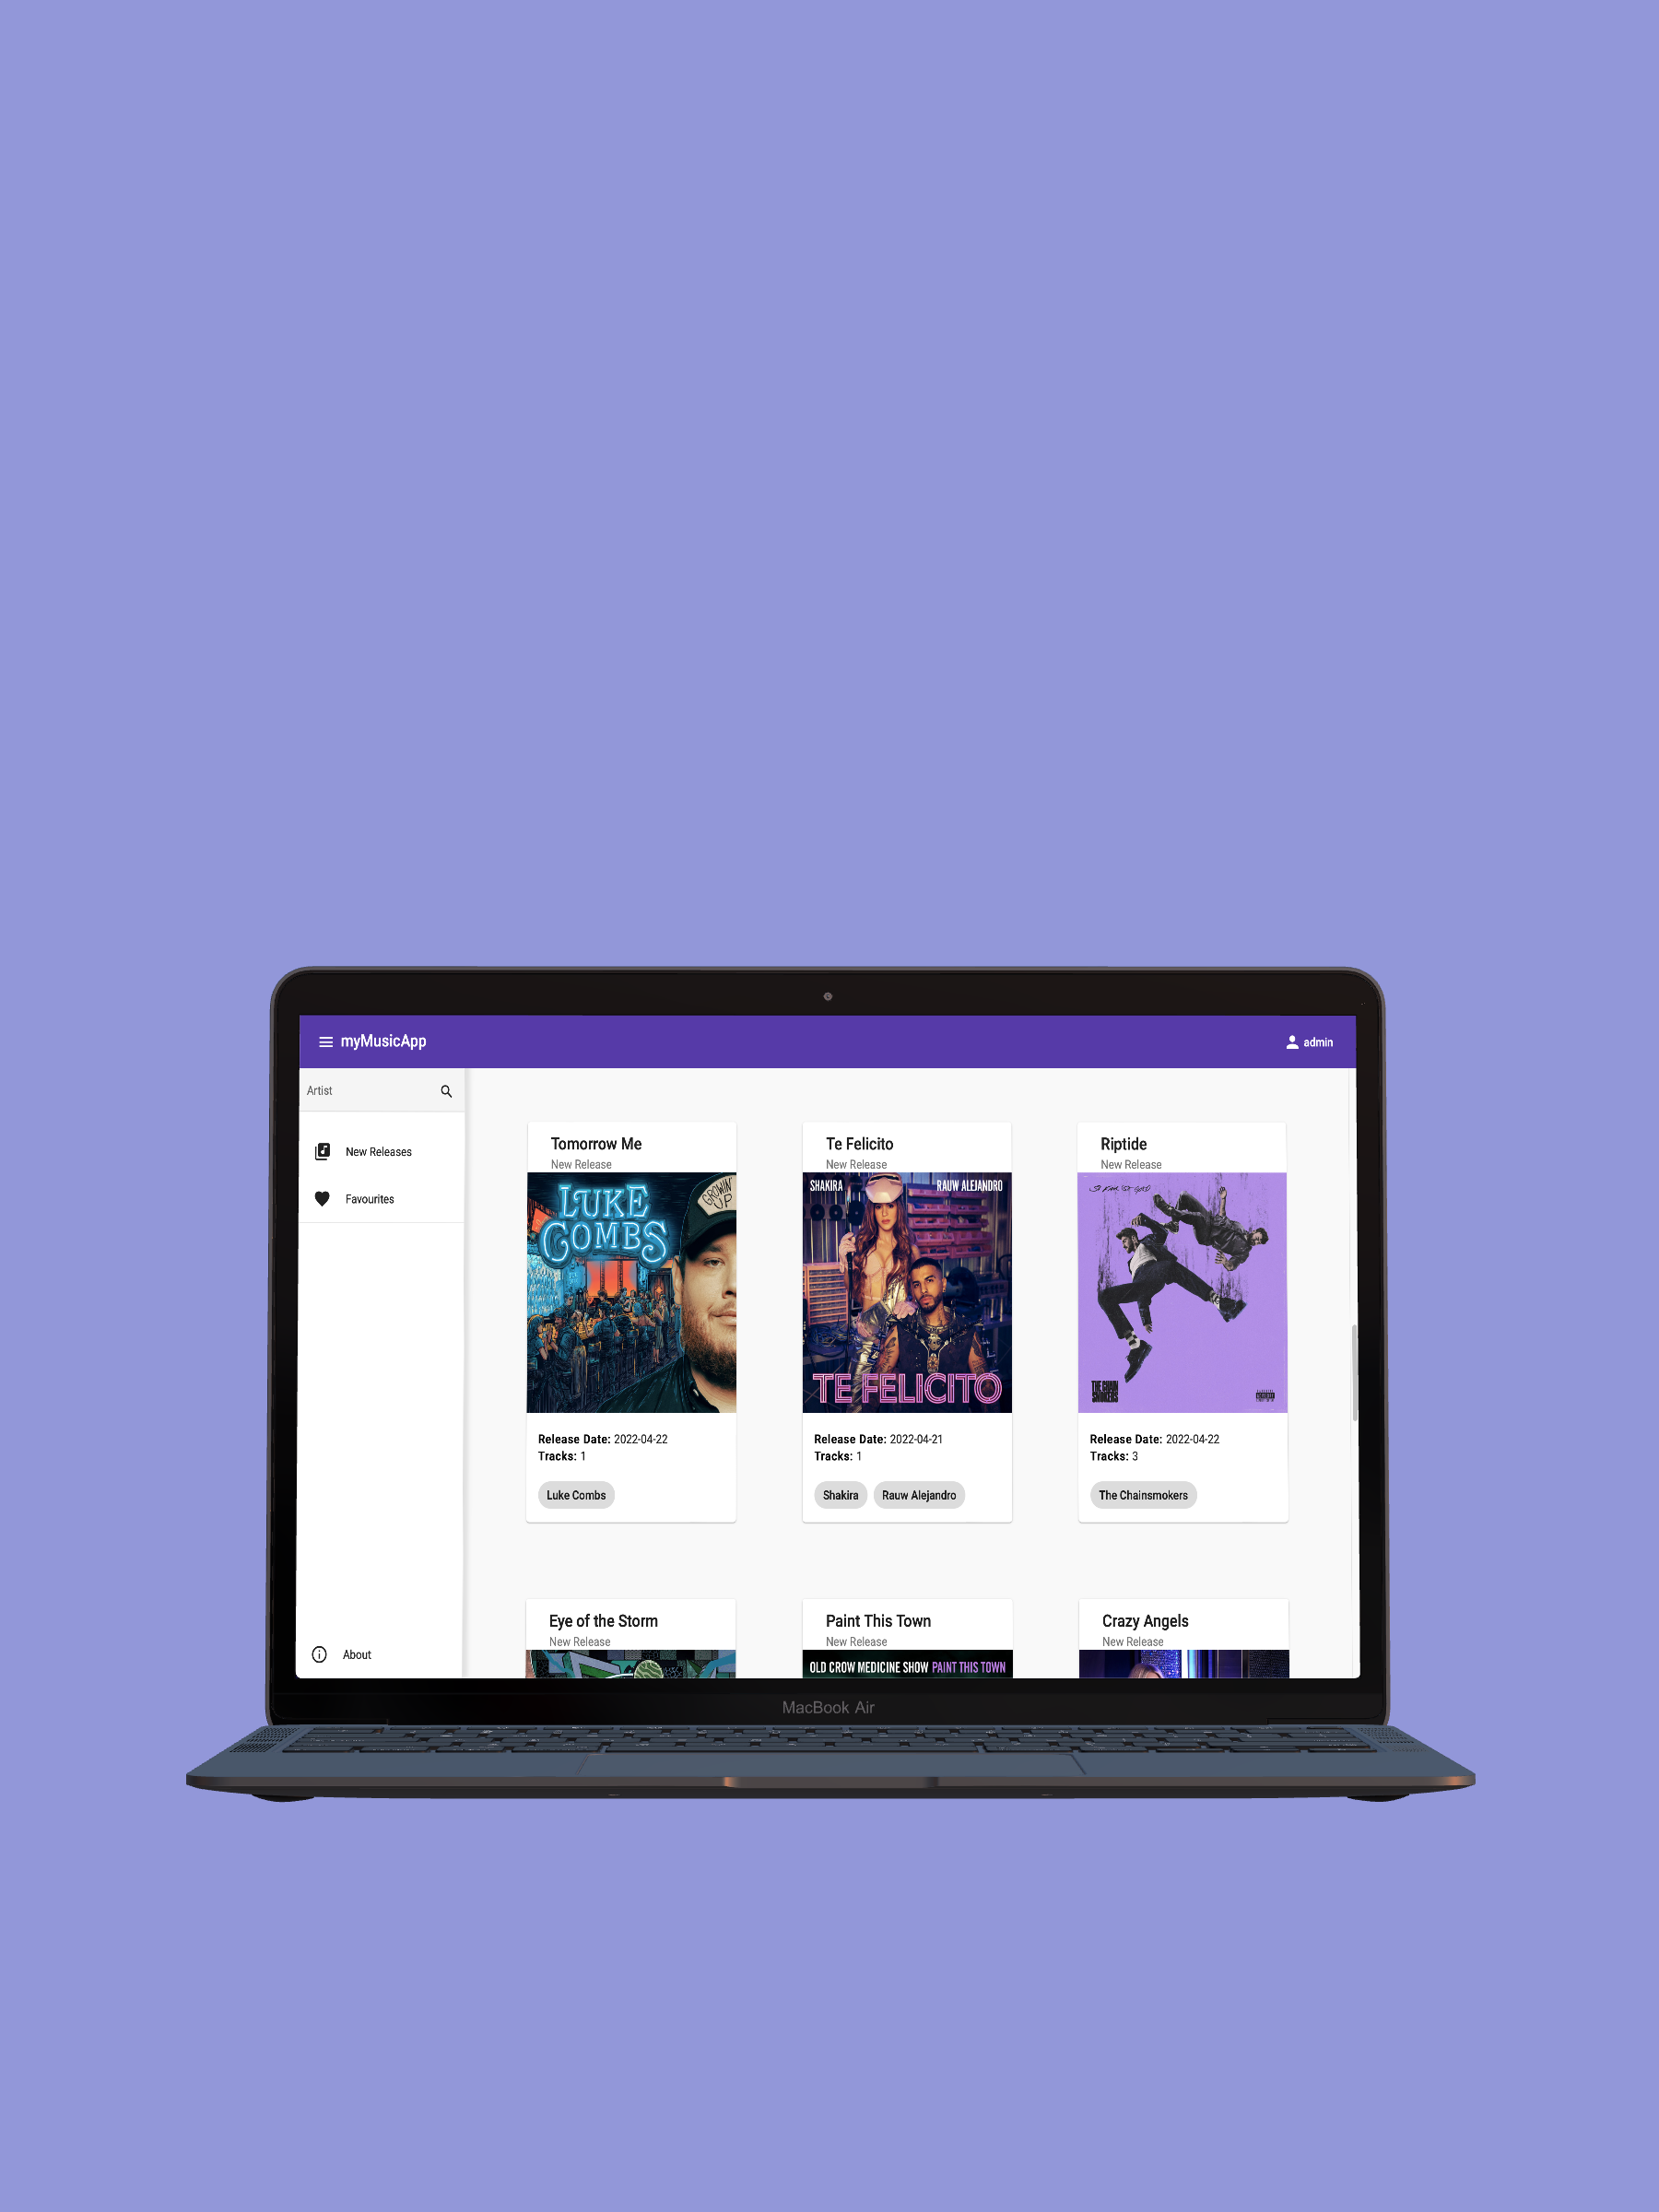 myMusicApp
admin
Artist
New Releases
Favourites
About
Tomorrow Me
New Release
LUKE
COMBS
GROWIN'
UP
Release Date: 2022-04-22
Tracks: 1
Luke Combs
Te Felicito
New Release
SHAKIRA
RAUW ALEJANDRO
TE FELICITO
Release Date: 2022-04-21
Tracks: 1
Shakira
Rauw Alejandro
Riptide
New Release
THE CHAIN
SMOKERS
Release Date: 2022-04-22
Tracks: 3
The Chainsmokers
Eye of the Storm
New Release
Paint This Town
New Release
OLD CROW MEDICINE SHOW PAINT THIS TOWN
Crazy Angels
New Release
MacBook Air